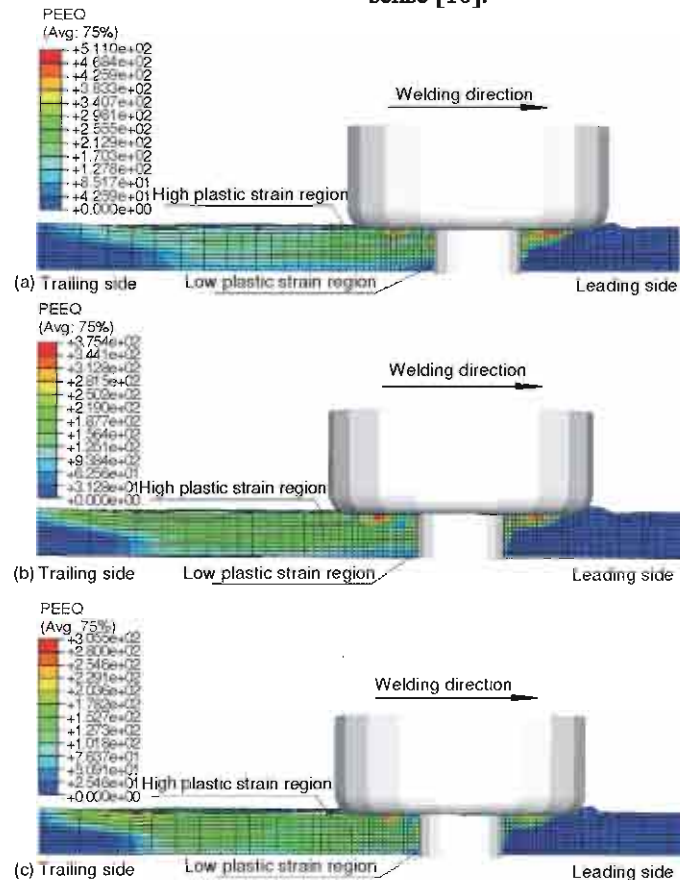 sense [16].
PEEQ
(Avg: 75%)
+5.110e+02
+4.684e+02
+4.259e+02
+3.833e+02
+3.407e+02
+2.981e+02
+2.555e+02
+2.129e+02
+1.703e+02
+1.278e+02
+8.517e+01
+4.259e+01
+0.000e+00
Welding direction
High plastic strain region
(a) Trailing side
Low plastic strain region
Leading side
PEEQ
(Avg: 75%)
+3.754e+02
+3.441e+02
+3.128e+02
+2.815e+02
+2.502e+02
+2.190e+02
+1.877e+02
+1.564e+02
+1.251e+02
+9.384e+01
+6.256e+01
+3.128e+01
+0.000e+00
Welding direction
High plastic strain region
(b) Trailing side
Low plastic strain region
Leading side
PEEQ
(Avg: 75%)
+3.055e+02
+2.800e+02
+2.546e+02
+2.291e+02
+2.036e+02
+1.782e+02
+1.527e+02
+1.273e+02
+1.018e+02
+7.637e+01
+5.091e+01
+2.546e+01
+0.000e+00
Welding direction
High plastic strain region
(c) Trailing side
Low plastic strain region
Leading side